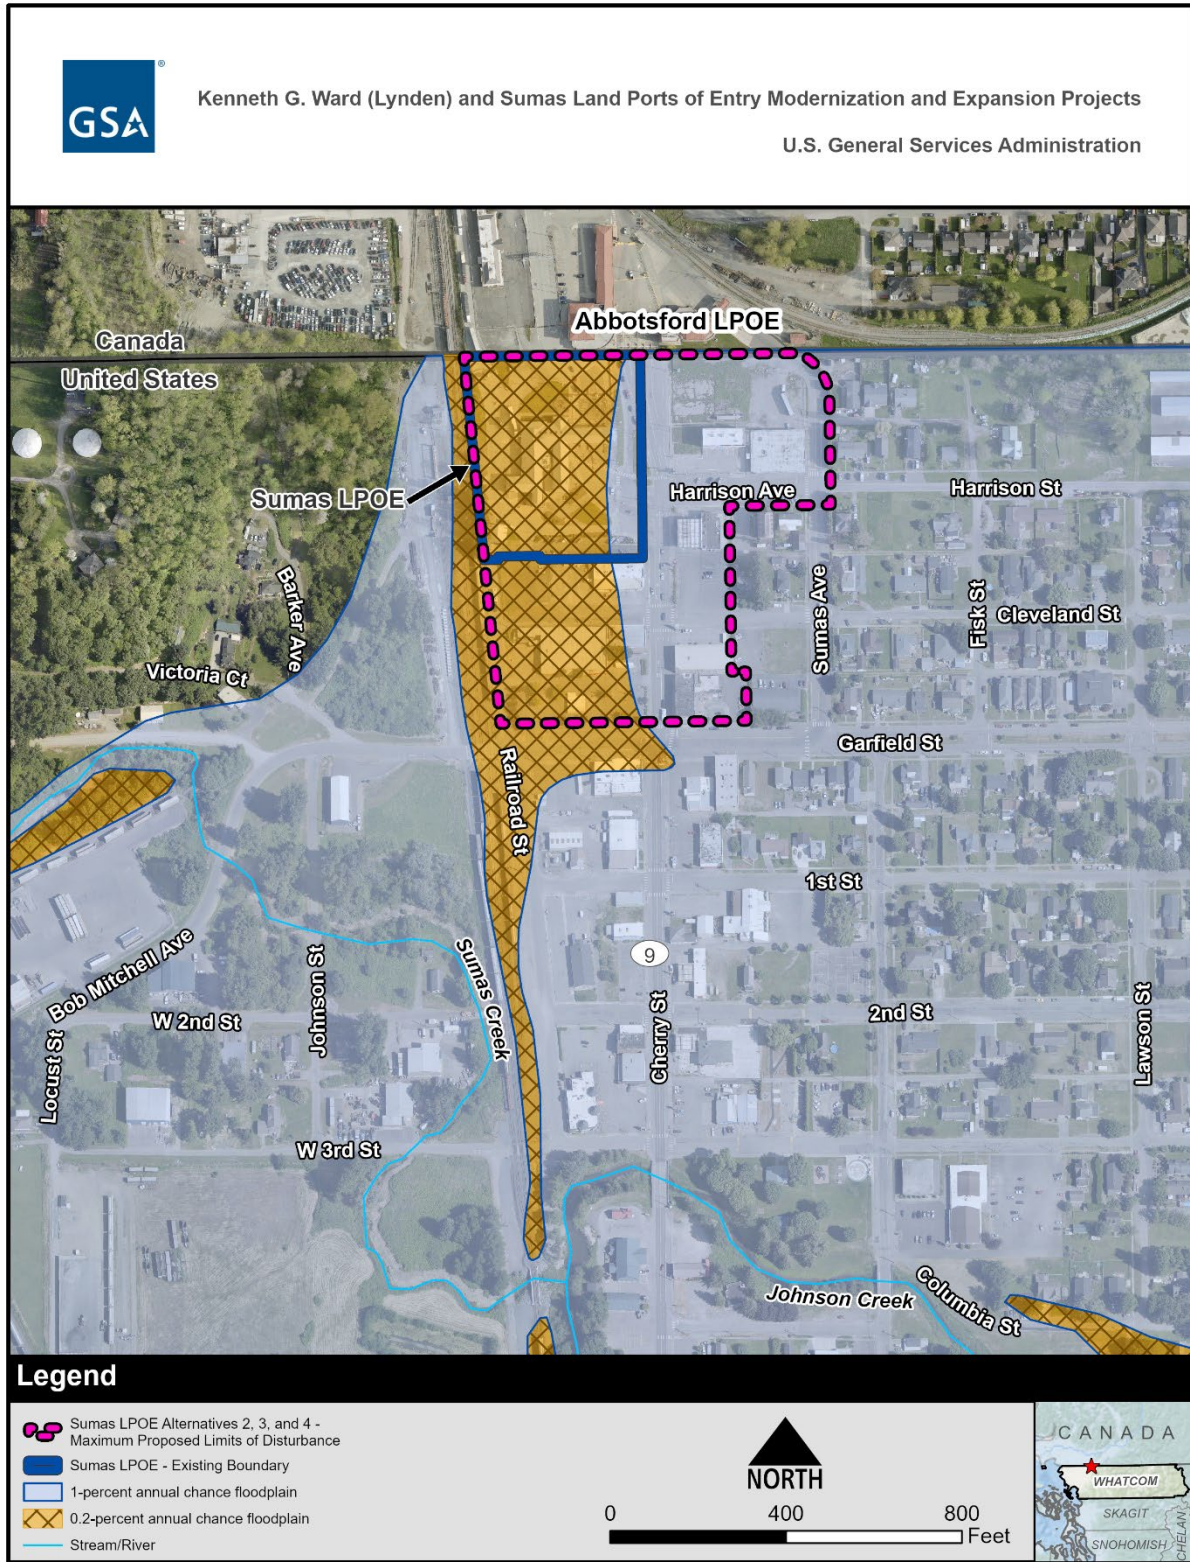 GSA
®
Kenneth G. Ward (Lynden) and Sumas Land Ports of Entry Modernization and Expansion Projects
U.S. General Services Administration
Abbotsford LPOE
Canada
United States
Sumas LPOE
Harrison Ave
Harrison St
Barker Ave
Sumas Ave
Fisk St
Cleveland St
Victoria Ct
Garfield St
Railroad St
1st St
Sumas Creek
9
Bob Mitchell Ave
Johnson St
W 2nd St
2nd St
Locust St
Cherry St
Lawson St
W 3rd St
Johnson Creek
Columbia St
Legend
Sumas LPOE Alternatives 2, 3, and 4 -
Maximum Proposed Limits of Disturbance
Sumas LPOE - Existing Boundary
1-percent annual chance floodplain
0.2-percent annual chance floodplain
Stream/River
NORTH
0 400 800
Feet
CANADA
WHATCOM
SKAGIT
SNOHOMISH
CHELAN